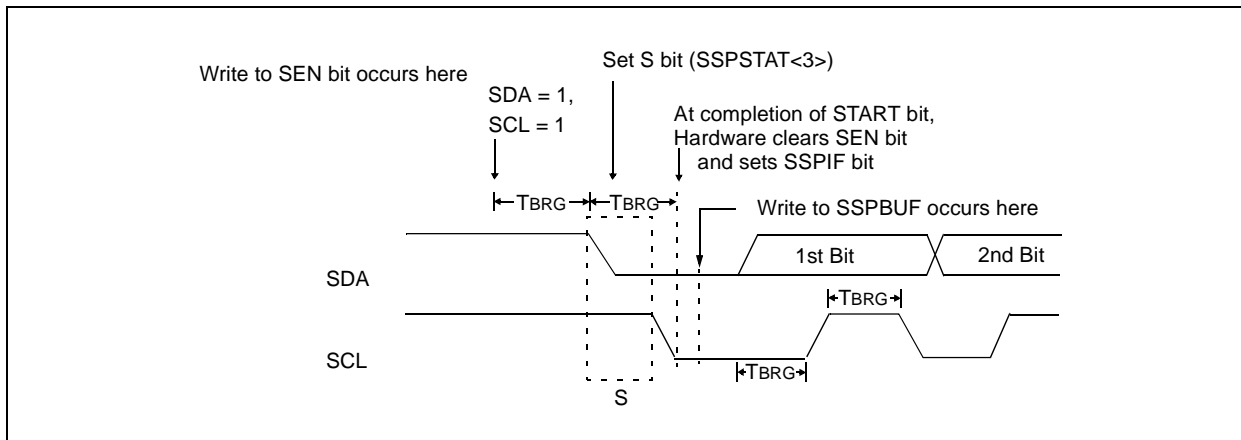 Write to SEN bit occurs here
Set S bit (SSPSTAT<3>)
SDA = 1,
SCL = 1
At completion of START bit,
Hardware clears SEN bit
and sets SSPIF bit
TBRG
TBRG
Write to SSPBUF occurs here
SDA
1st Bit
2nd Bit
TBRG
SCL
TBRG
S